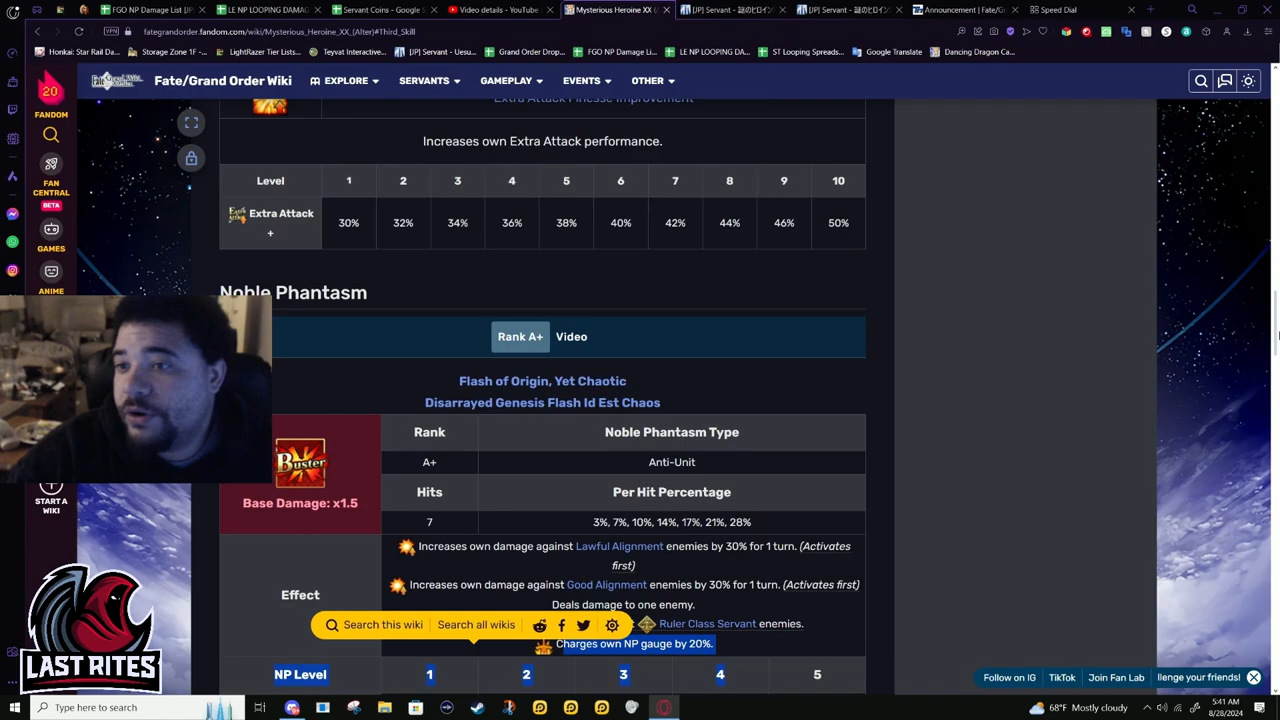 FGO NP Damage List [JP
LE NP LOOPING DAMAG
Servant Coins - Google S
Video details - YouTube
Mysterious Heroine XX (
[JP] Servant - 謎のヒロイン
[JP] Servant - 謎のヒロイン
Announcement | Fate/G
Speed Dial
VPN
fategrandorder.fandom.com/wiki/Mysterious_Heroine_XX_(Alter)#Third_Skill
Honkai: Star Rail Da...
Storage Zone 1F -...
LightRazer Tier Lists...
Teyvat Interactive...
[JP] Servant - Uesu...
Grand Order Drop...
FGO NP Damage Li...
LE NP LOOPING DA...
ST Looping Spreads...
Google Translate
Dancing Dragon Ca...
Fate/Grand Order Wiki
EXPLORE
SERVANTS
GAMEPLAY
EVENTS
OTHER
20
FANDOM
FAN
CENTRAL
BETA
GAMES
ANIME
START A
WIKI
Extra Attack Finesse Improvement
Increases own Extra Attack performance.
Level 1 2 3 4 5 6 7 8 9 10
Extra Attack
+
30% 32% 34% 36% 38% 40% 42% 44% 46% 50%
Noble Phantasm
Rank A+ Video
Flash of Origin, Yet Chaotic
Disarrayed Genesis Flash Id Est Chaos
Buster
Base Damage: x1.5
Rank Noble Phantasm Type
A+ Anti-Unit
Hits Per Hit Percentage
7 3%, 7%, 10%, 14%, 17%, 21%, 28%
Effect
Increases own damage against Lawful Alignment enemies by 30% for 1 turn. (Activates
first)
Increases own damage against Good Alignment enemies by 30% for 1 turn. (Activates first)
Deals damage to one enemy.
Ruler Class Servant enemies.
Charges own NP gauge by 20%.
NP Level 1 2 3 4 5
Search this wiki
Search all wikis
Follow on IG
TikTok
Join Fan Lab
llenge your friends!
LAST RITES
Type here to search
68°F Mostly cloudy
5:41 AM
8/28/2024